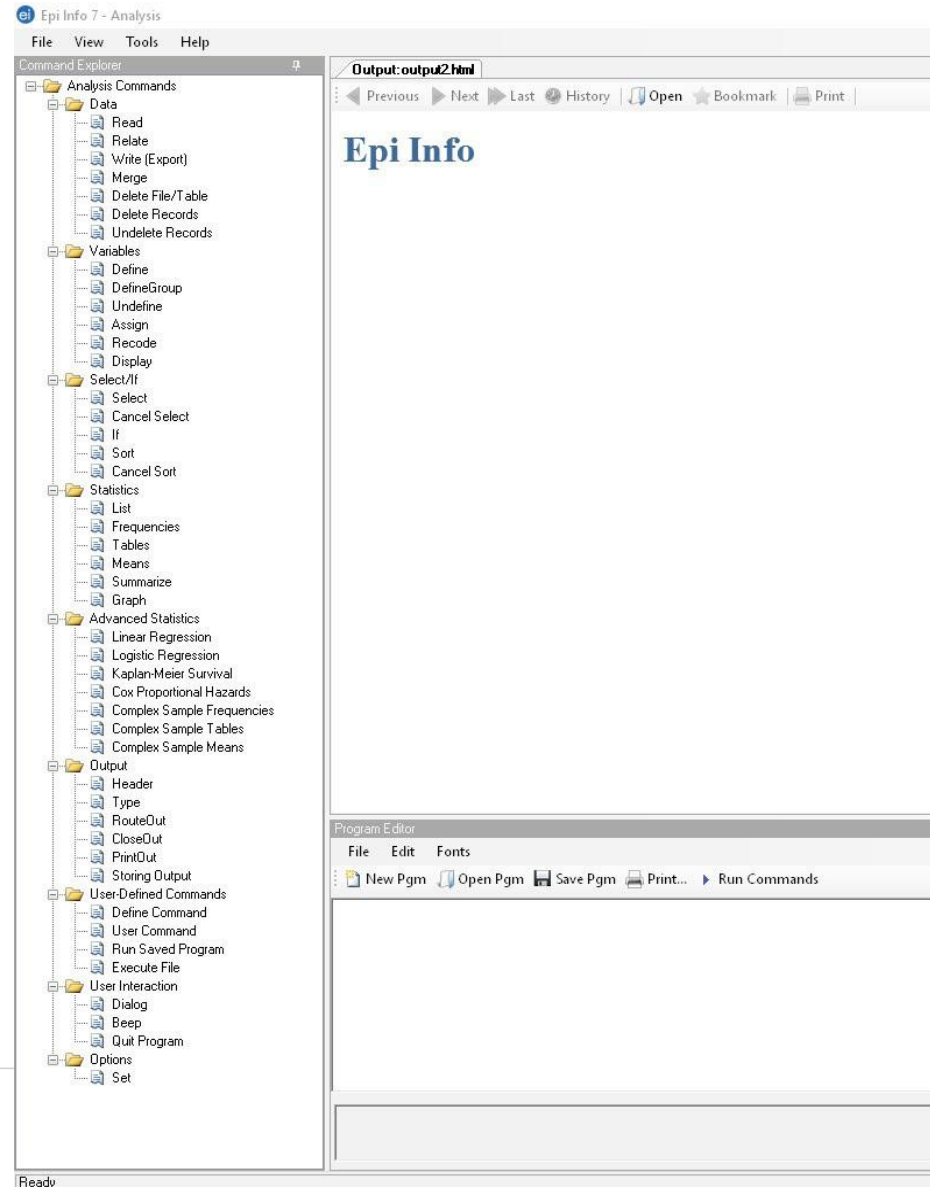 ei Epi Info 7 - Analysis
File View Tools Help
Command Explorer
Analysis Commands
Data
Read
Relate
Write (Export)
Merge
Delete File/Table
Delete Records
Undelete Records
Variables
Define
DefineGroup
Undefine
Assign
Recode
Display
Select/If
Select
Cancel Select
If
Sort
Cancel Sort
Statistics
List
Frequencies
Tables
Means
Summarize
Graph
Advanced Statistics
Linear Regression
Logistic Regression
Kaplan-Meier Survival
Cox Proportional Hazards
Complex Sample Frequencies
Complex Sample Tables
Complex Sample Means
Output
Header
Type
RouteOut
CloseOut
PrintOut
Storing Output
User-Defined Commands
Define Command
User Command
Run Saved Program
Execute File
User Interaction
Dialog
Beep
Quit Program
Options
Set
Output:output2.html
Previous Next Last History Open Bookmark Print
Epi Info
Program Editor
File Edit Fonts
New Pgm Open Pgm Save Pgm Print... Run Commands
Ready